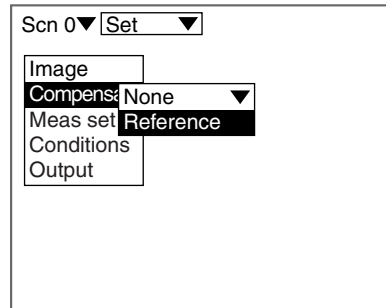 Scn 0▼ Set ▼
Image
Compensa
None ▼
Meas set
Reference
Conditions
Output